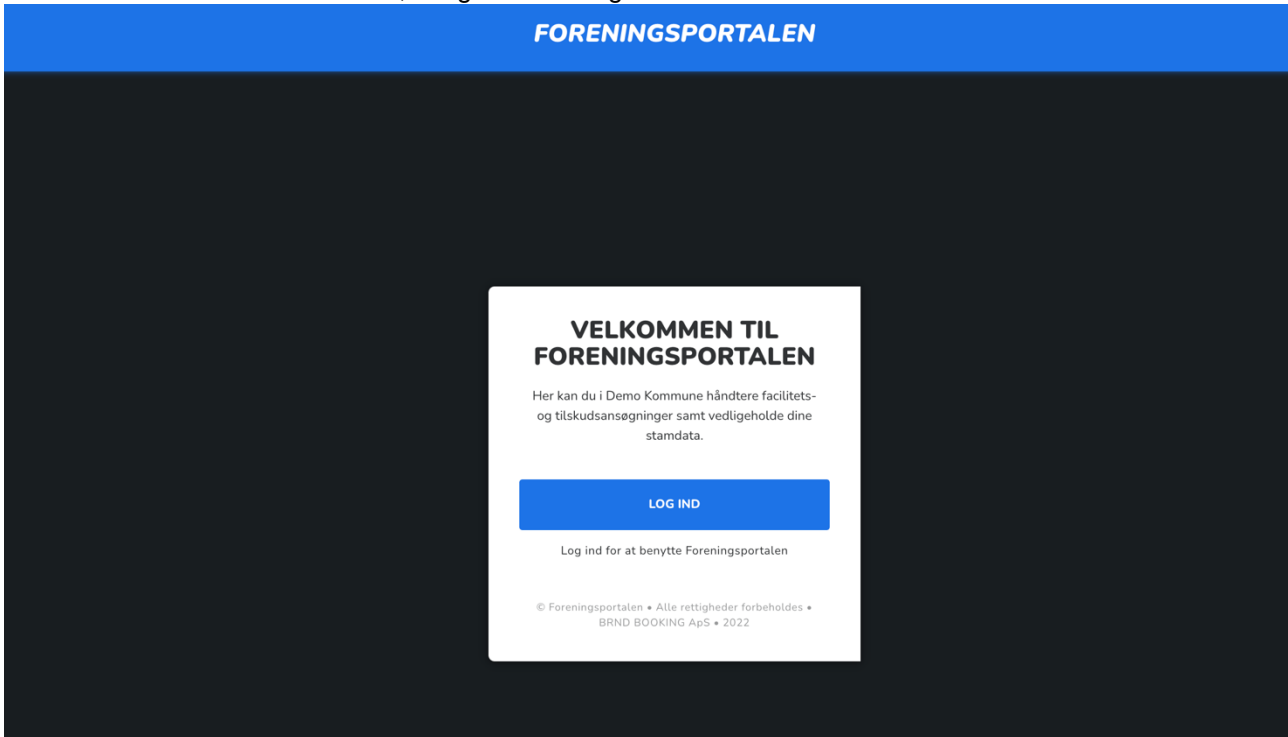 FORENINGSPORTALEN
VELKOMMEN TIL
FORENINGSPORTALEN
Her kan du i Demo Kommune håndtere facilitets-
og tilskudsansøgninger samt vedligeholde dine
stamdata.
LOG IND
Log ind for at benytte Foreningsportalen
© Foreningsportalen • Alle rettigheder forbeholdes •
BRND BOOKING ApS • 2022